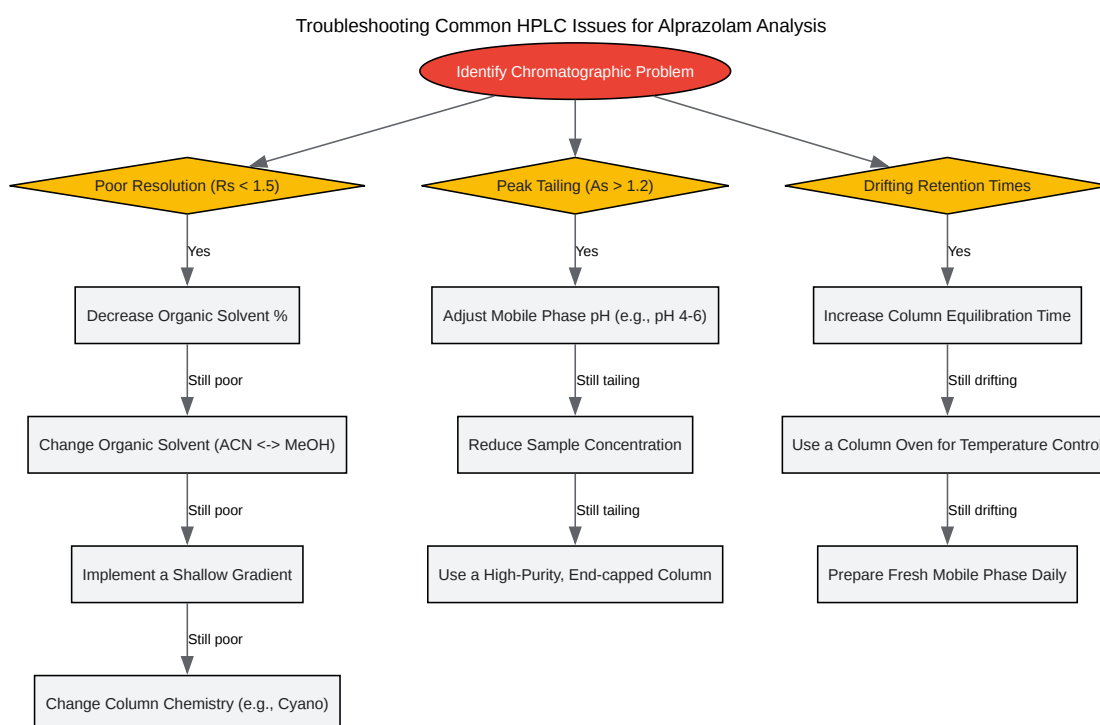 Troubleshooting Common HPLC Issues for Alprazolam Analysis
Identify Chromatographic Problem
Poor Resolution (Rs < 1.5)
Peak Tailing (As > 1.2)
Drifting Retention Times
Yes
Yes
Yes
Decrease Organic Solvent %
Adjust Mobile Phase pH (e.g., pH 4-6)
Increase Column Equilibration Time
Still poor
Still tailing
Still drifting
Change Organic Solvent (ACN <-> MeOH)
Reduce Sample Concentration
Use a Column Oven for Temperature Control
Still poor
Still tailing
Still drifting
Implement a Shallow Gradient
Use a High-Purity, End-capped Column
Prepare Fresh Mobile Phase Daily
Still poor
Change Column Chemistry (e.g., Cyano)